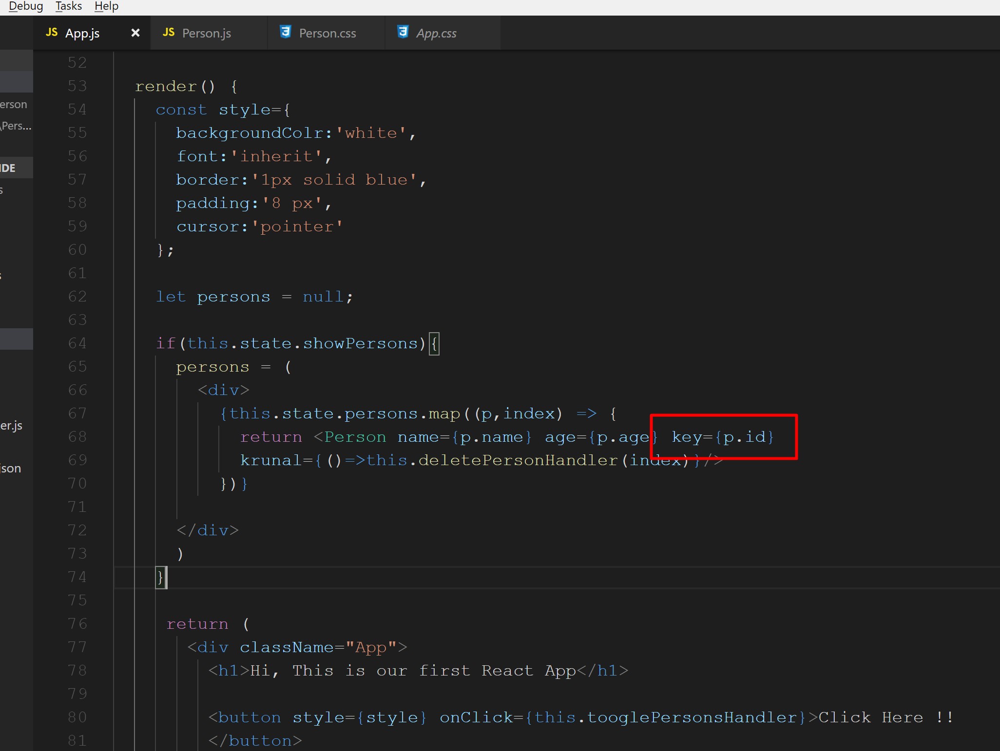 Debug Tasks Help
JS App.js × JS Person.js 3 Person.css 3 App.css
erson
\Pers...
IDE
s
s
er.js
json
52
53 render() {
54 const style={
55 backgroundColr:'white',
56 font:'inherit',
57 border:'1px solid blue',
58 padding:'8 px',
59 cursor:'pointer'
60 };
61
62 let persons = null;
63
64 if(this.state.showPersons){
65 persons = (
66 <div>
67 {this.state.persons.map((p,index) => {
68 return <Person name={p.name} age={p.age} key={p.id}
69 krunal={()=>this.deletePersonHandler(index)}/>
70 })}
71
72 </div>
73 )
74 }
75
76 return (
77 <div className="App">
78 <h1>Hi, This is our first React App</h1>
79
80 <button style={style} onClick={this.tooglePersonsHandler}>Click Here !!
81 </button>